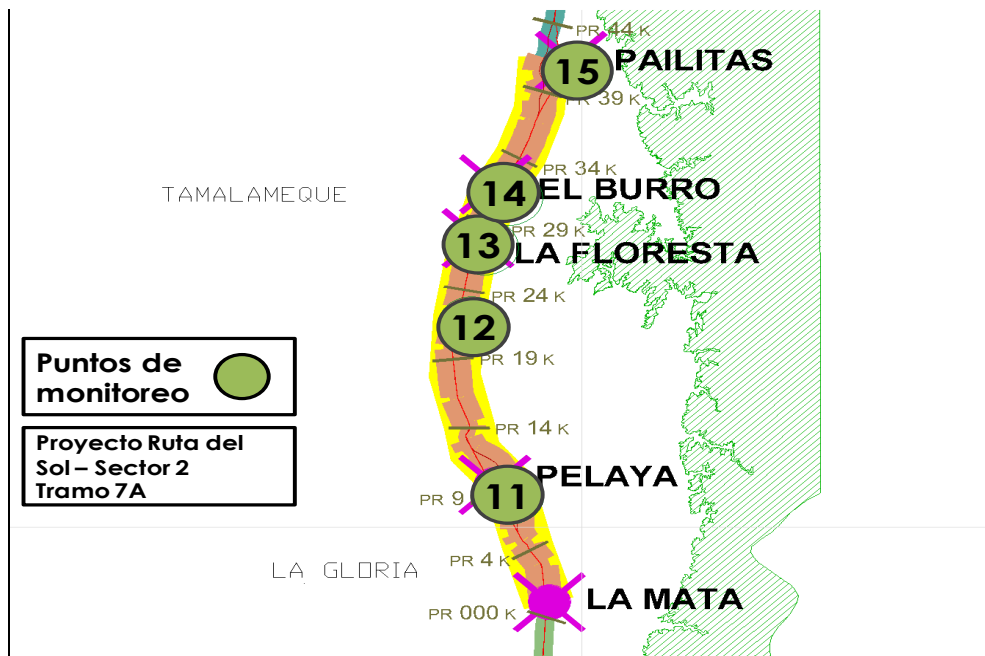 PR 44 K
15
PAILITAS
PR 39 K
PR 34 K
TAMALAMEQUE
14
EL BURRO
PR 29 K
13
LA FLORESTA
PR 24 K
12
Puntos de
monitoreo
PR 19 K
PR 14 K
Proyecto Ruta del
Sol – Sector 2
Tramo 7A
PELAYA
11
PR 9
PR 4 K
LA GLORIA
LA MATA
PR 000 K